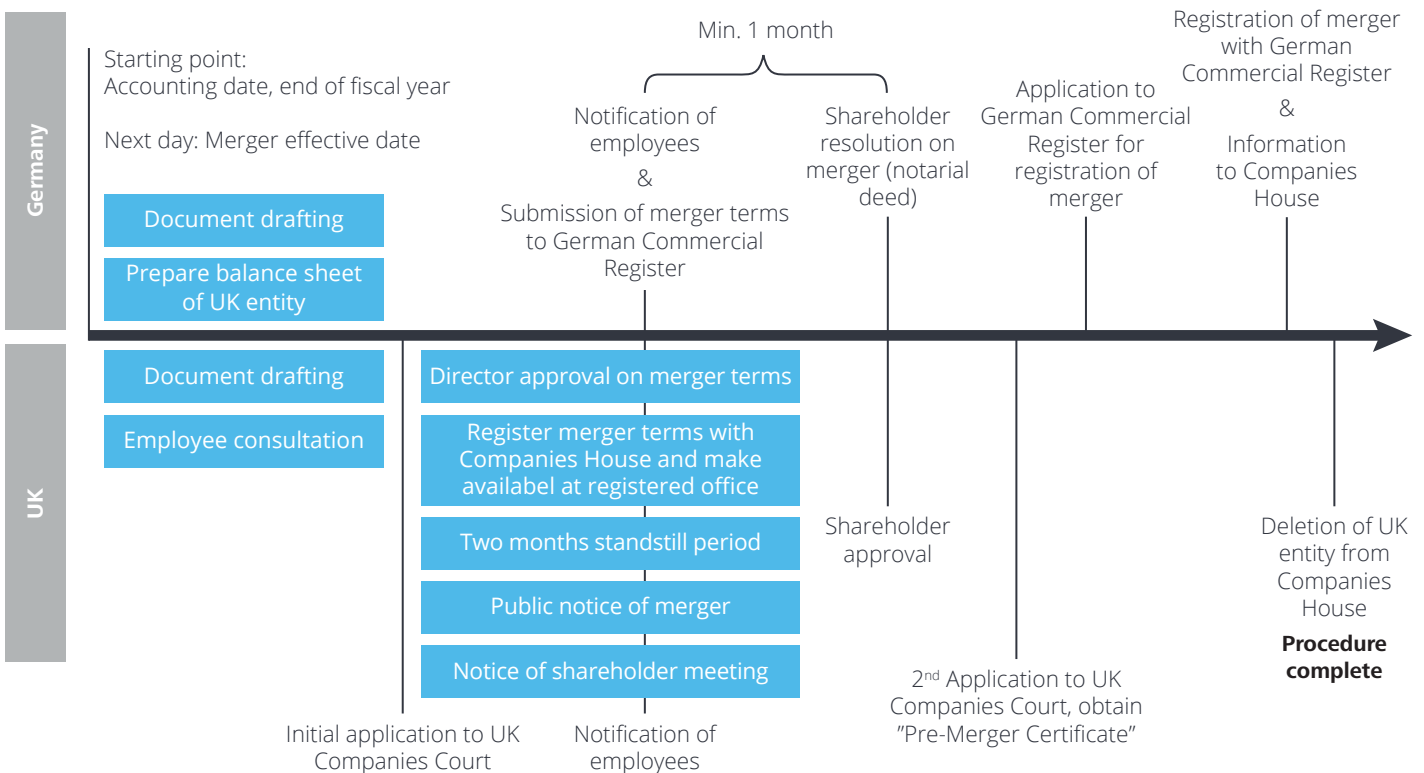 Germany
Starting point:
Accounting date, end of fiscal year
Next day: Merger effective date
Document drafting
Prepare balance sheet
of UK entity
Min. 1 month
Notification of
employees
&
Submission of merger terms
to German Commercial
Register
Shareholder
resolution on
merger (notarial
deed)
Application to
German Commercial
Register for
registration of
merger
Registration of merger
with German
Commercial Register
&
Information
to Companies
House
UK
Document drafting
Employee consultation
Initial application to UK
Companies Court
Director approval on merger terms
Register merger terms with
Companies House and make
availabel at registered office
Two months standstill period
Public notice of merger
Notice of shareholder meeting
Notification of
employees
Shareholder
approval
2nd Application to UK
Companies Court, obtain
”Pre-Merger Certificate”
Deletion of UK
entity from
Companies
House
Procedure
complete